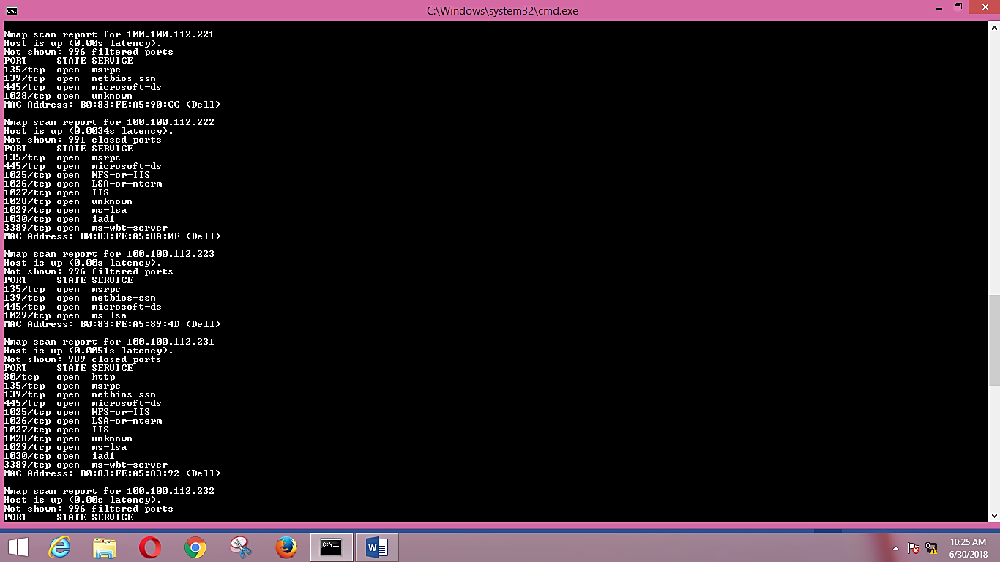 C:\Windows\system32\cmd.exe
Nmap scan report for 100.100.112.221
Host is up (0.00s latency).
Not shown: 996 filtered ports
PORT     STATE SERVICE
135/tcp  open  msrpc
139/tcp  open  netbios-ssn
445/tcp  open  microsoft-ds
1028/tcp open  unknown
MAC Address: B0:83:FE:A5:90:CC (Dell)
Nmap scan report for 100.100.112.222
Host is up (0.0034s latency).
Not shown: 991 closed ports
PORT     STATE SERVICE
135/tcp  open  msrpc
445/tcp  open  microsoft-ds
1025/tcp open  NFS-or-IIS
1026/tcp open  LSA-or-nterm
1027/tcp open  IIS
1028/tcp open  unknown
1029/tcp open  ms-lsa
1030/tcp open  iad1
3389/tcp open  ms-wbt-server
MAC Address: B0:83:FE:A5:8A:0F (Dell)
Nmap scan report for 100.100.112.223
Host is up (0.00s latency).
Not shown: 996 filtered ports
PORT     STATE SERVICE
135/tcp  open  msrpc
139/tcp  open  netbios-ssn
445/tcp  open  microsoft-ds
1029/tcp open  ms-lsa
MAC Address: B0:83:FE:A5:89:4D (Dell)
Nmap scan report for 100.100.112.231
Host is up (0.0051s latency).
Not shown: 989 closed ports
PORT     STATE SERVICE
80/tcp   open  http
135/tcp  open  msrpc
139/tcp  open  netbios-ssn
445/tcp  open  microsoft-ds
1025/tcp open  NFS-or-IIS
1026/tcp open  LSA-or-nterm
1027/tcp open  IIS
1028/tcp open  unknown
1029/tcp open  ms-lsa
1030/tcp open  iad1
3389/tcp open  ms-wbt-server
MAC Address: B0:83:FE:A5:83:92 (Dell)
Nmap scan report for 100.100.112.232
Host is up (0.00s latency).
Not shown: 996 filtered ports
PORT     STATE SERVICE
10:25 AM
6/30/2018